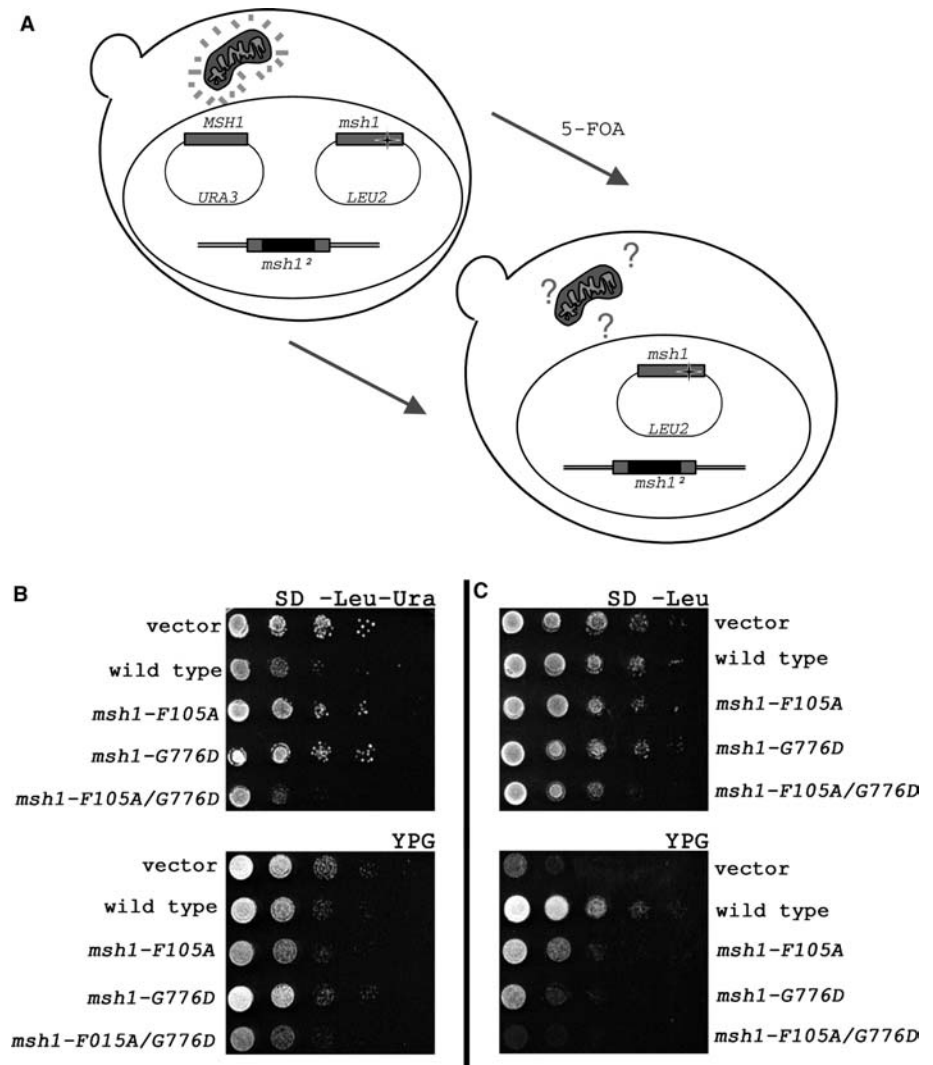 A
MSH1
msh1
URA3
LEU2
msh1²
5-FOA
? ? ?
msh1
LEU2
msh1²
B
SD -Leu-Ura
vector
wild type
msh1-F105A
msh1-G776D
msh1-F105A/G776D
YPG
vector
wild type
msh1-F105A
msh1-G776D
msh1-F015A/G776D
C
SD -Leu
vector
wild type
msh1-F105A
msh1-G776D
msh1-F105A/G776D
YPG
vector
wild type
msh1-F105A
msh1-G776D
msh1-F105A/G776D